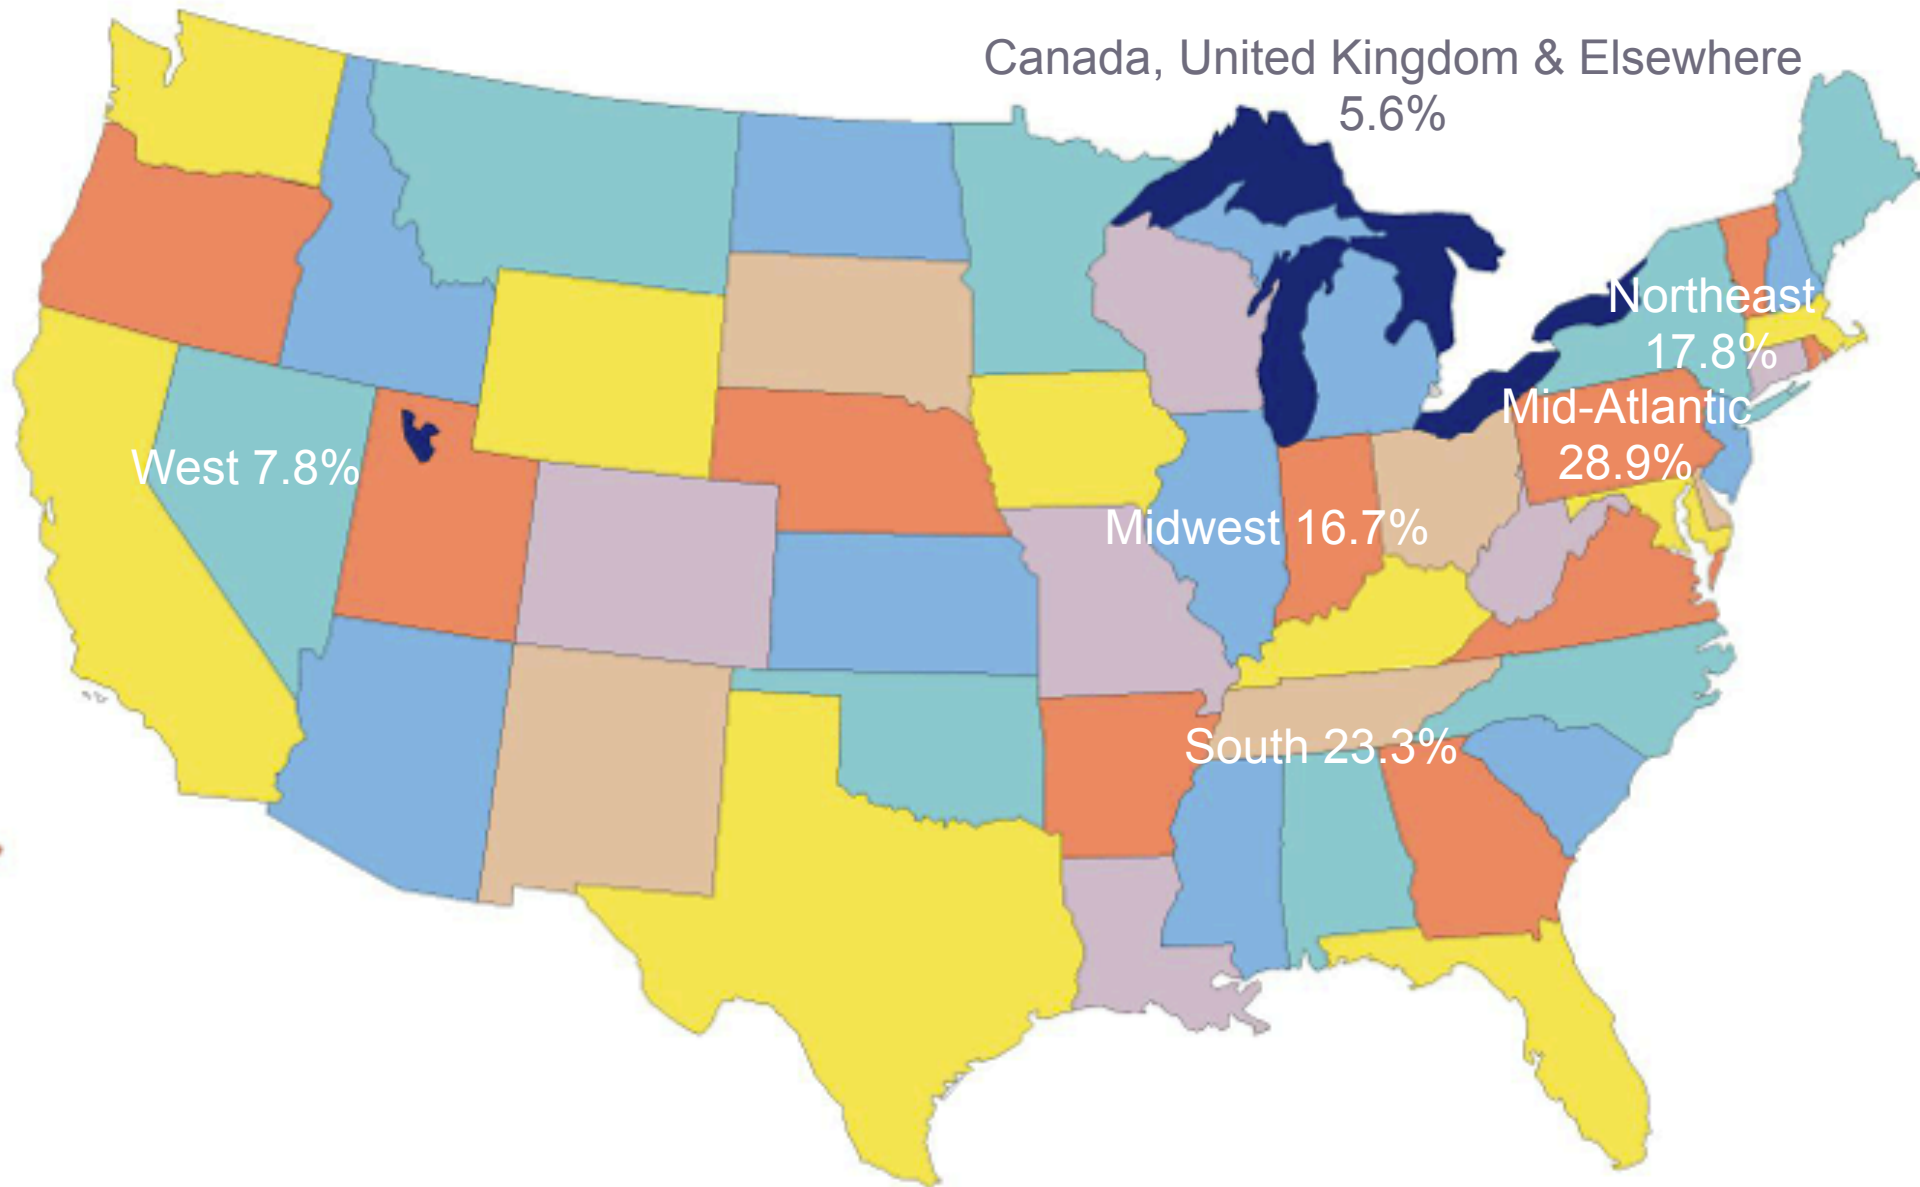 Canada, United Kingdom & Elsewhere
5.6%
Northeast
17.8%
Mid-Atlantic
28.9%
West 7.8%
Midwest 16.7%
South 23.3%